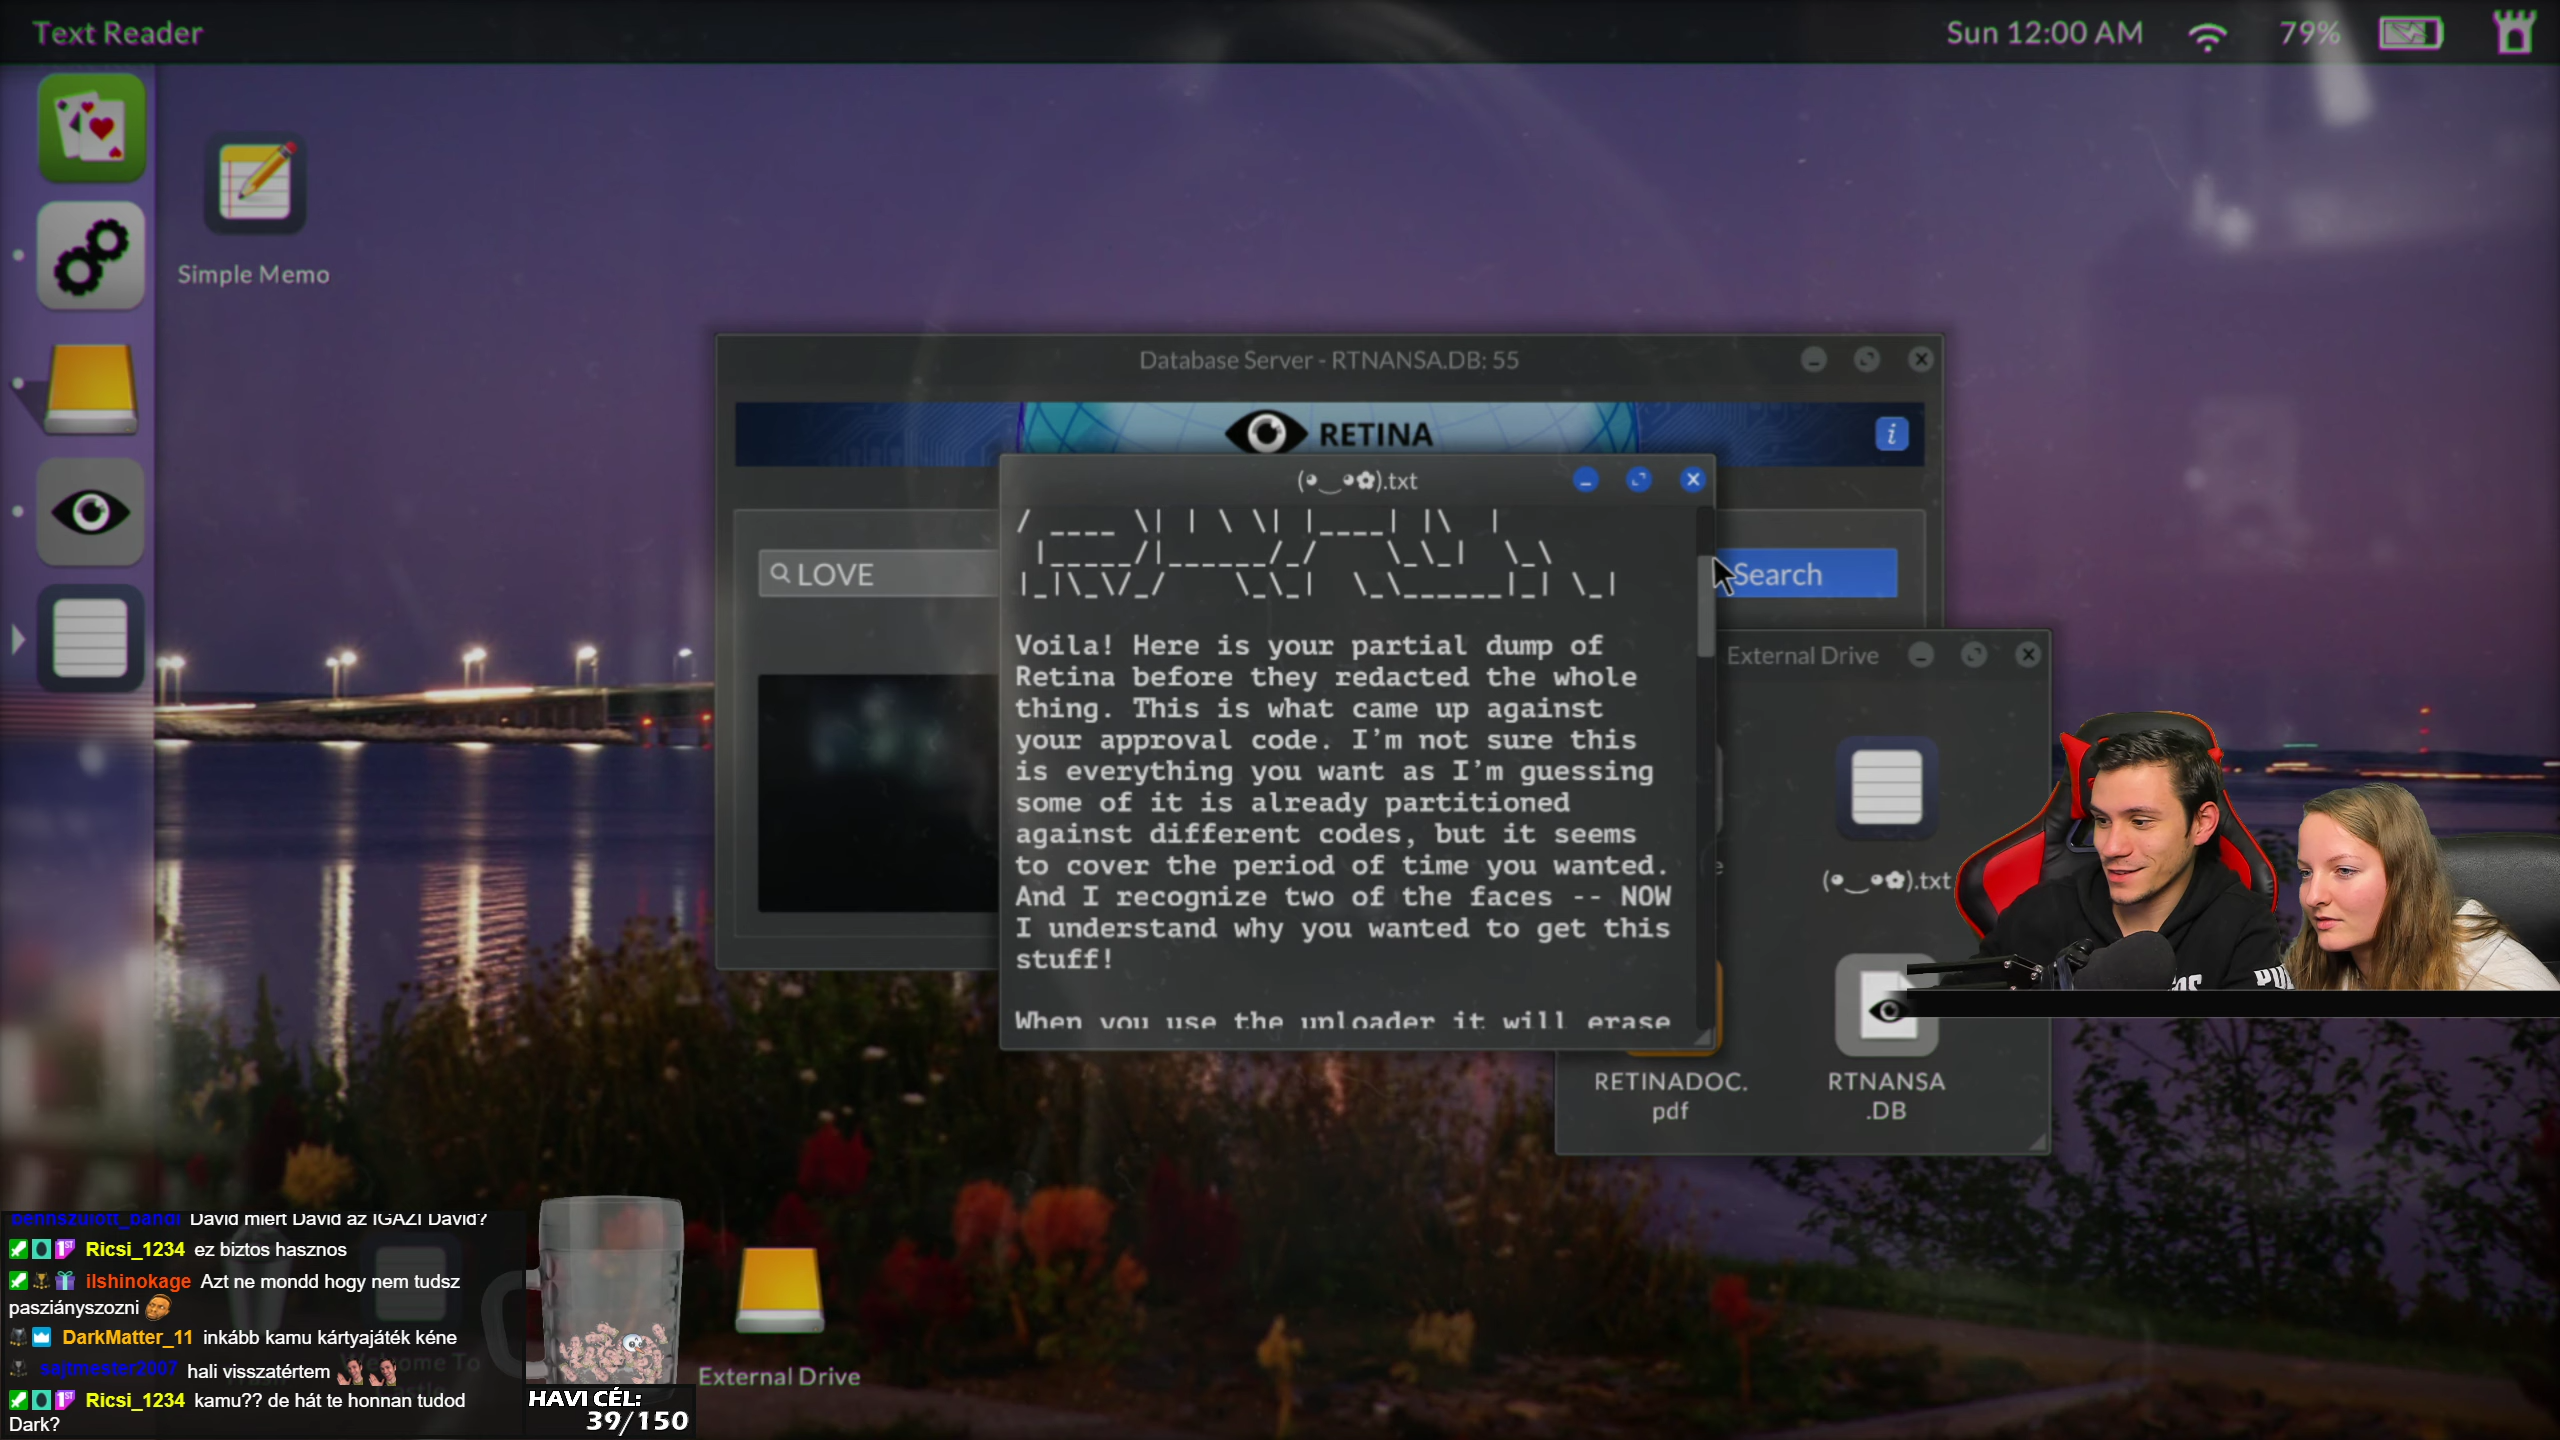 Text Reader
Sun 12:00 AM
79%
Simple Memo
Database Server - RTNANSA.DB: 55
RETINA
i
LOVE
Search
(◕‿◕✿).txt
Voila! Here is your partial dump of
Retina before they redacted the whole
thing. This is what came up against
your approval code. I'm not sure this
is everything you want as I'm guessing
some of it is already partitioned
against different codes, but it seems
to cover the period of time you wanted.
And I recognize two of the faces -- NOW
I understand why you wanted to get this
stuff!
When you use the uploader it will erase
External Drive
(◕‿◕✿).txt
RETINADOC.
pdf
RTNANSA
.DB
David miért David az IGAZI David?
Ricsi_1234 ez biztos hasznos
ilshinokage Azt ne mondd hogy nem tudsz
pasziányszozni
DarkMatter_11 inkább kamu kártyajáték kéne
sajtmester2007 hali visszatértem
Ricsi_1234 kamu?? de hát te honnan tudod
Dark?
Welcome To
HAVI CÉL:
39/150
External Drive